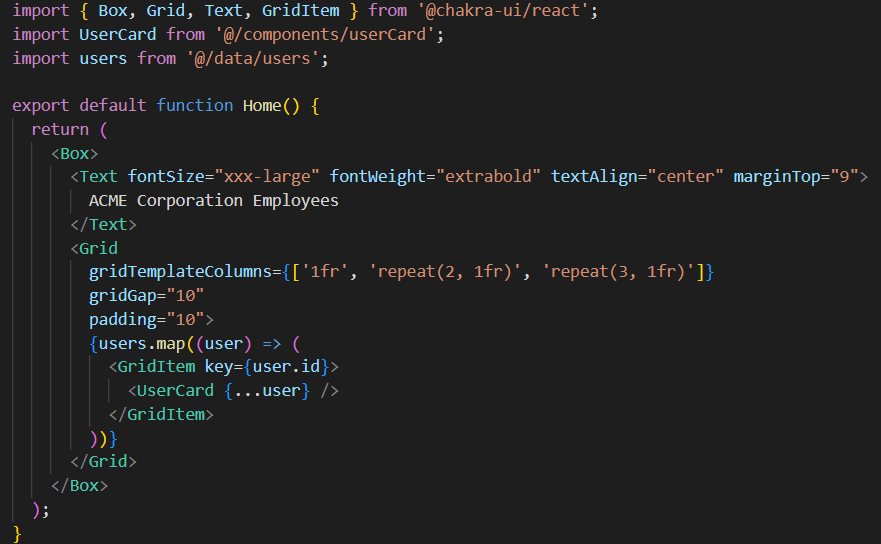 import { Box, Grid, Text, GridItem } from '@chakra-ui/react';
import UserCard from '@/components/userCard';
import users from '@/data/users';

export default function Home() {
  return (
    <Box>
      <Text fontSize="xxx-large" fontWeight="extrabold" textAlign="center" marginTop="9">
        ACME Corporation Employees
      </Text>
      <Grid
        gridTemplateColumns={['1fr', 'repeat(2, 1fr)', 'repeat(3, 1fr)']}
        gridGap="10"
        padding="10">
        {users.map((user) => (
          <GridItem key={user.id}>
            <UserCard {...user} />
          </GridItem>
        ))}
      </Grid>
    </Box>
  );
}